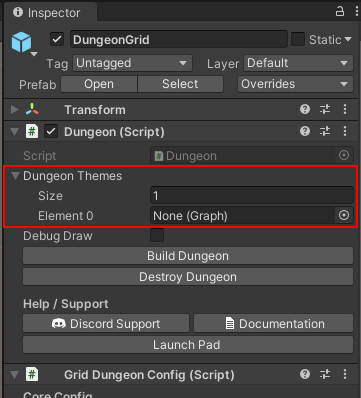 Inspector
DungeonGrid Static
Tag Untagged Layer Default
Prefab Open Select Overrides
Transform
# Dungeon (Script)
Script # Dungeon
Dungeon Themes
Size 1
Element 0 None (Graph)
Debug Draw
Build Dungeon
Destroy Dungeon
Help / Support
Discord Support Documentation
Launch Pad
# Grid Dungeon Config (Script)
Core Config